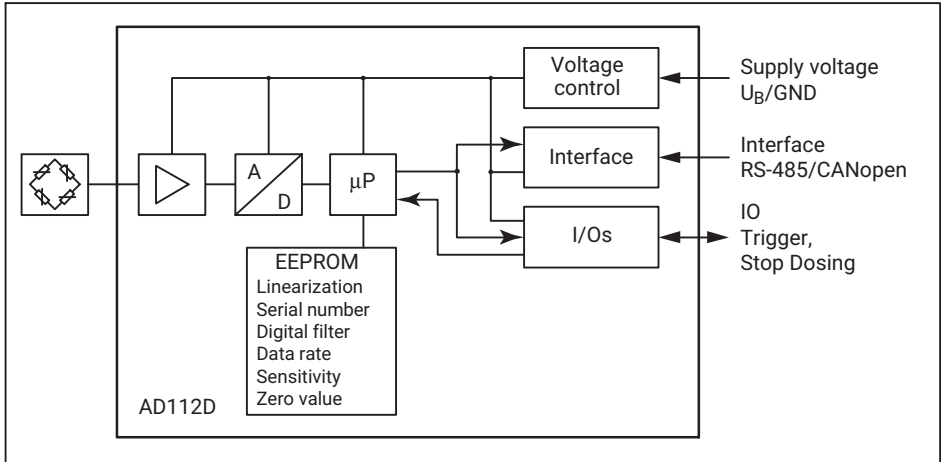 Voltage
control
Supply voltage
UB/GND
Interface
Interface
RS-485/CANopen
A
D
µP
I/Os
IO
Trigger,
Stop Dosing
EEPROM
Linearization
Serial number
Digital filter
Data rate
Sensitivity
Zero value
AD112D